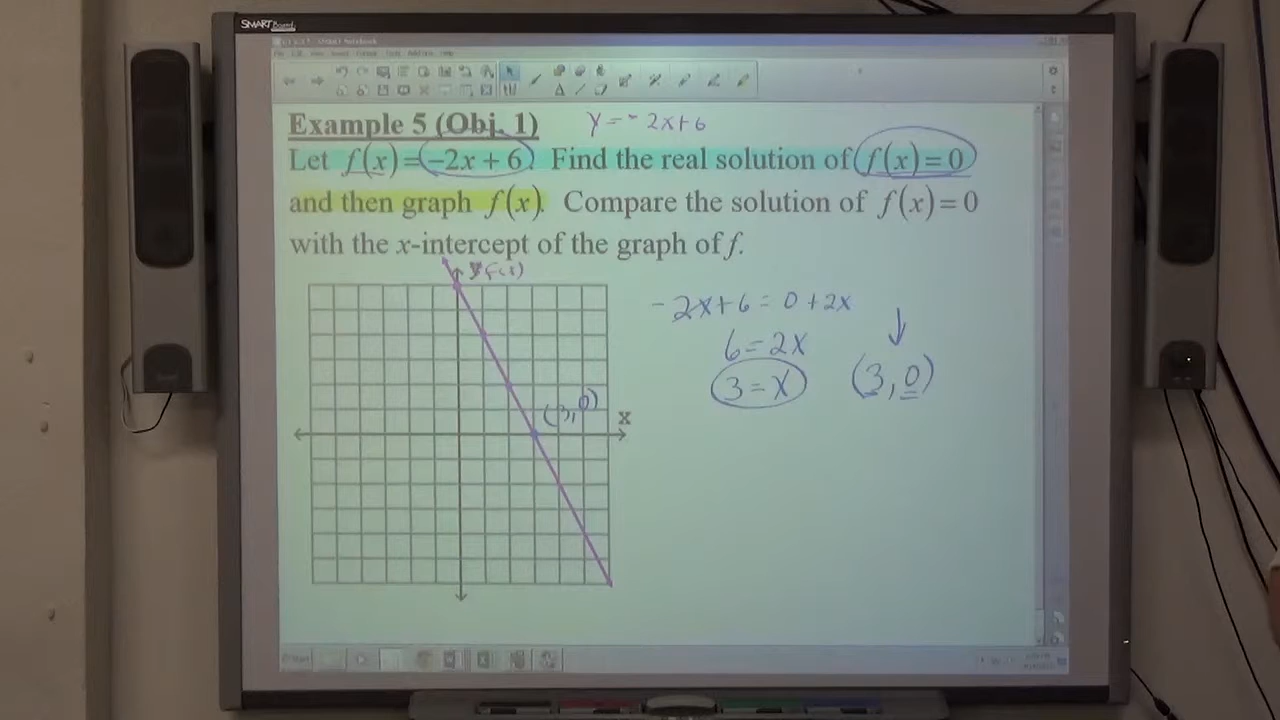 SMART Board
Example 5 (Obj. 1) y = - 2x+6
Let f(x)=-2x+6. Find the real solution of f(x)=0
and then graph f(x). Compare the solution of f(x)=0
with the x-intercept of the graph of f.
f(x)
-2x+6 = 0 +2x
6=2x
3=x (3,0)
(3,0)
x
Start